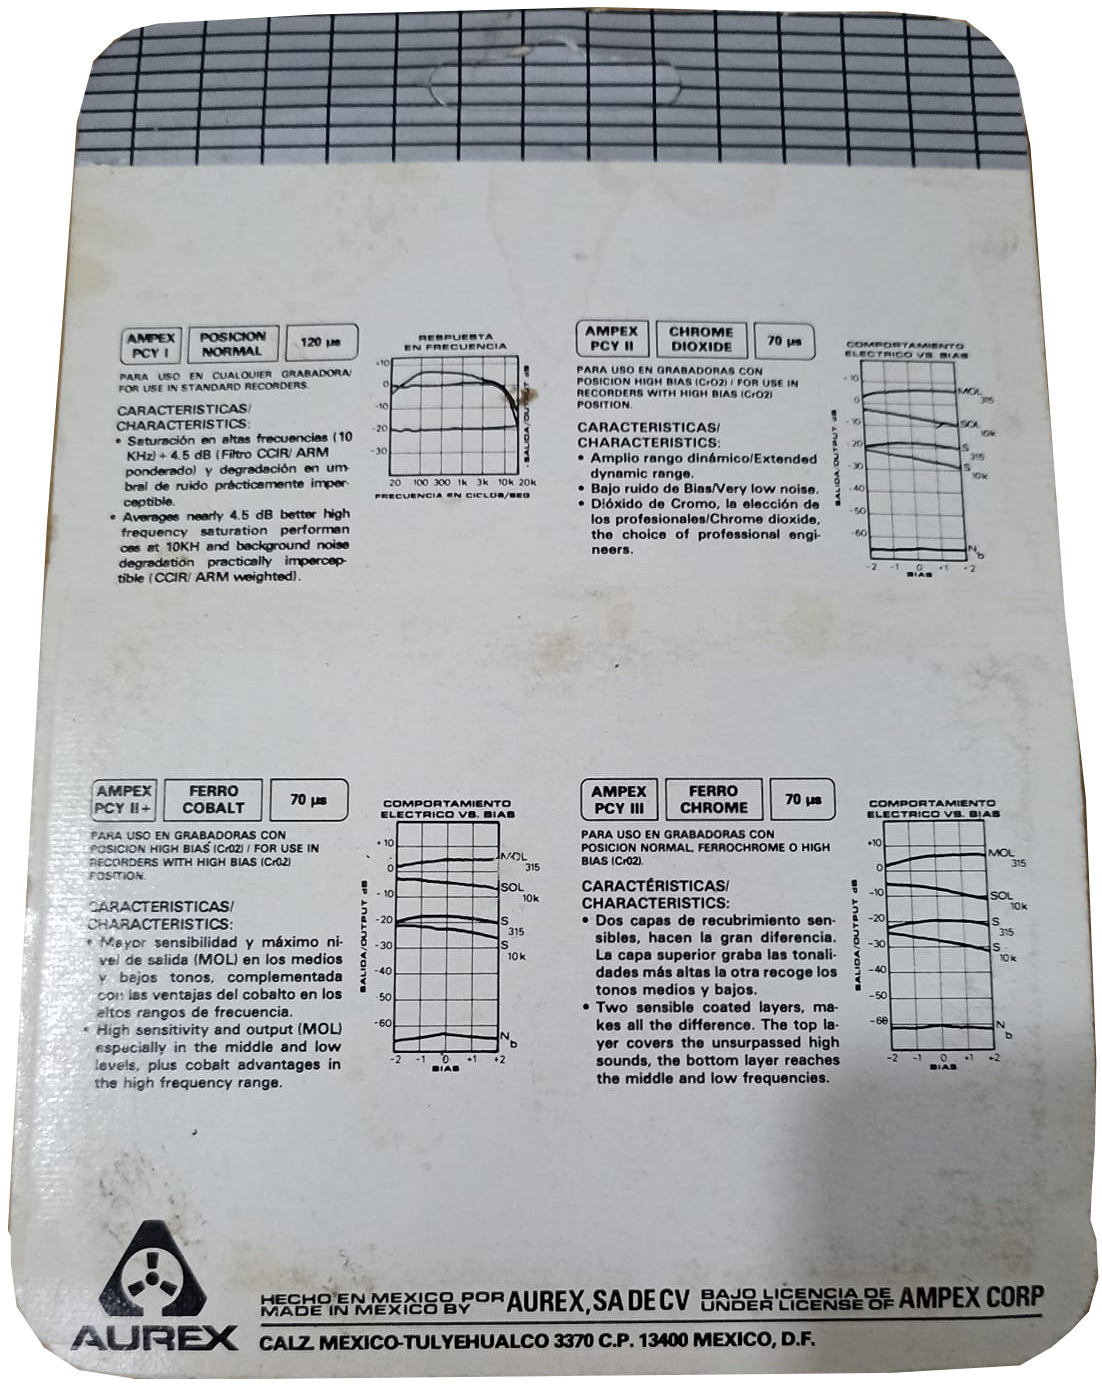 AMPEX
PCY I
POSICION
NORMAL
120 µs
PARA USO EN CUALQUIER GRABADORA/
FOR USE IN STANDARD RECORDERS.
CARACTERISTICAS/
CHARACTERISTICS:
• Saturación en altas frecuencias (10
KHz) + 4.5 dB (Filtro CCIR/ ARM
ponderado) y degradación en um-
bral de ruido prácticamente imper-
ceptible.
• Averages nearly 4.5 dB better high
frequency saturation performan
ces at 10KH and background noise
degradation practically impercep-
tible (CCIR/ ARM weighted).
RESPUESTA
EN FRECUENCIA
+10
0
-10
-20
-30
SALIDA/OUTPUT dB
20 100 300 1k 3k 10k 20k
FRECUENCIA EN CICLOS/SEG
AMPEX
PCY II
CHROME
DIOXIDE
70 µs
PARA USO EN GRABADORAS CON
POSICION HIGH BIAS (CrO2) / FOR USE IN
RECORDERS WITH HIGH BIAS (CrO2)
POSITION.
CARACTERISTICAS/
CHARACTERISTICS:
• Amplio rango dinámico/Extended
dynamic range.
• Bajo ruido de Bias/Very low noise.
• Dióxido de Cromo, la elección de
los profesionales/Chrome dioxide,
the choice of professional engi-
neers.
COMPORTAMIENTO
ELECTRICO VS. BIAS
+10
0
-10
-20
-30
-40
-50
-60
SALIDA/OUTPUT dB
MOL
315
SOL
10k
S
315
S
10k
Nb
-2 -1 0 +1 +2
BIAS
AMPEX
PCY II+
FERRO
COBALT
70 µs
PARA USO EN GRABADORAS CON
POSICION HIGH BIAS (Cr02) / FOR USE IN
RECORDERS WITH HIGH BIAS (Cr02)
POSITION.
CARACTERISTICAS/
CHARACTERISTICS:
• Mayor sensibilidad y máximo ni-
vel de salida (MOL) en los medios
y bajos tonos, complementada
con las ventajas del cobalto en los
altos rangos de frecuencia.
• High sensitivity and output (MOL)
especially in the middle and low
levels, plus cobalt advantages in
the high frequency range.
COMPORTAMIENTO
ELECTRICO VS. BIAS
+10
0
-10
-20
-30
-40
-50
-60
SALIDA/OUTPUT dB
MOL
315
SOL
10k
S
315
S
10k
Nb
-2 -1 0 +1 +2
BIAS
AMPEX
PCY III
FERRO
CHROME
70 µs
PARA USO EN GRABADORAS CON
POSICION NORMAL, FERROCHROME O HIGH
BIAS (Cr02).
CARACTÉRISTICAS/
CHARACTERISTICS:
• Dos capas de recubrimiento sen-
sibles, hacen la gran diferencia.
La capa superior graba las tonali-
dades más altas la otra recoge los
tonos medios y bajos.
• Two sensible coated layers, ma-
kes all the difference. The top la-
yer covers the unsurpassed high
sounds, the bottom layer reaches
the middle and low frequencies.
COMPORTAMIENTO
ELECTRICO VS. BIAS
+10
0
-10
-20
-30
-40
-50
-60
SALIDA/OUTPUT dB
MOL
315
SOL
10k
S
315
S
10k
Nb
-2 -1 0 +1 +2
BIAS
AUREX
HECHO EN MEXICO POR
MADE IN MEXICO BY
AUREX, SA DE CV
BAJO LICENCIA DE
UNDER LICENSE OF
AMPEX CORP
CALZ. MEXICO-TULYEHUALCO 3370 C.P. 13400 MEXICO, D.F.